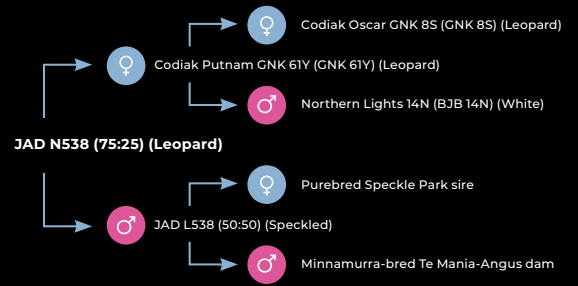 Codiak Oscar GNK 8S (GNK 8S) (Leopard)
Codiak Putnam GNK 61Y (GNK 61Y) (Leopard)
Northern Lights 14N (BJB 14N) (White)
JAD N538 (75:25) (Leopard)
Purebred Speckle Park sire
JAD L538 (50:50) (Speckled)
Minnamurra-bred Te Mania-Angus dam